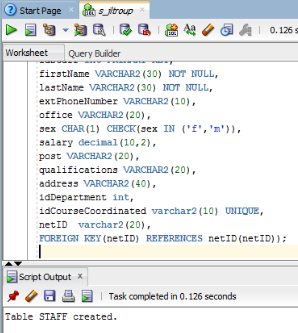 Start Page
s_jitroup
0.126 s
Worksheet
Query Builder
firstName VARCHAR2(30) NOT NULL,
lastName VARCHAR2(30) NOT NULL,
extPhoneNumber VARCHAR2(10),
office VARCHAR2(20),
sex CHAR(1) CHECK(sex IN ('f','m')),
salary decimal(10,2),
post VARCHAR2(20),
qualifications VARCHAR2(20),
address VARCHAR2(40),
idDepartment int,
idCourseCoordinated varchar2(10) UNIQUE,
netID varchar2(20),
FOREIGN KEY(netID) REFERENCES netID(netID));
Script Output
Task completed in 0.126 seconds
Table STAFF created.